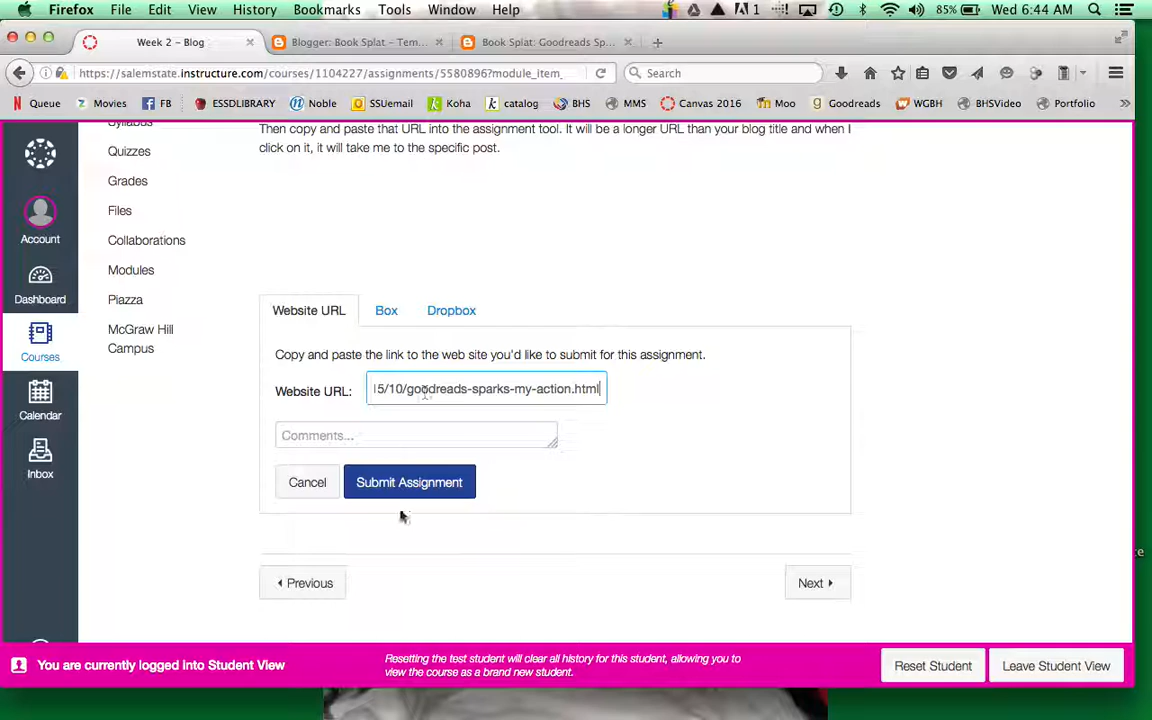 Firefox File Edit View History Bookmarks Tools Window Help 1 85% Wed 6:44 AM
Week 2 – Blog Blogger: Book Splat – Tem... Book Splat: Goodreads Sp...
https://salemstate.instructure.com/courses/1104227/assignments/5580896?module_item_ Search
Queue Movies FB ESSDLIBRARY Noble SSUemail Koha catalog BHS MMS Canvas 2016 Moo Goodreads WGBH BHSVideo Portfolio »
Syllabus
Then copy and paste that URL into the assignment tool. It will be a longer URL than your blog title and when I
click on it, it will take me to the specific post.
Quizzes
Grades
Files
Account
Collaborations
Modules
Dashboard
Piazza
Website URL Box Dropbox
McGraw Hill
Campus
Courses
Copy and paste the link to the web site you'd like to submit for this assignment.
Website URL: 15/10/goodreads-sparks-my-action.html
Calendar
Comments...
Inbox
Cancel Submit Assignment
Previous Next
You are currently logged into Student View
Resetting the test student will clear all history for this student, allowing you to
view the course as a brand new student.
Reset Student Leave Student View